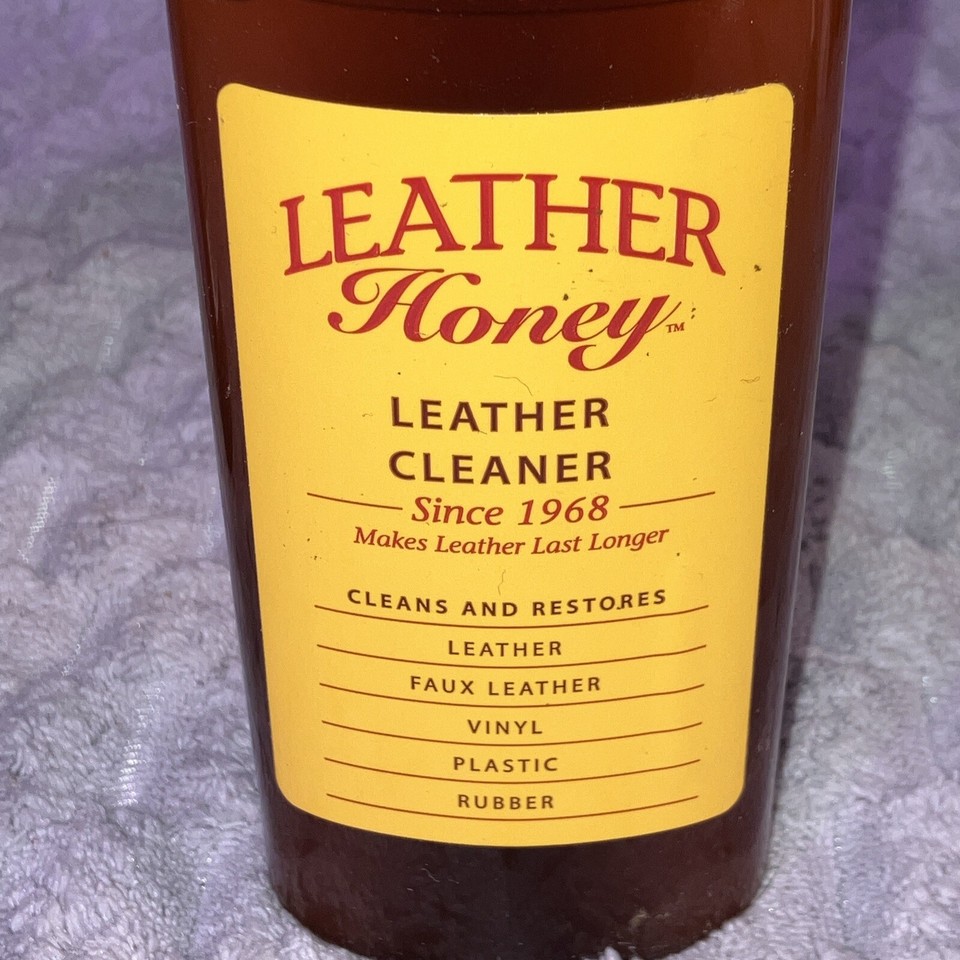 LEATHER
Honey™
LEATHER
CLEANER
Since 1968
Makes Leather Last Longer
CLEANS AND RESTORES
LEATHER
FAUX LEATHER
VINYL
PLASTIC
RUBBER